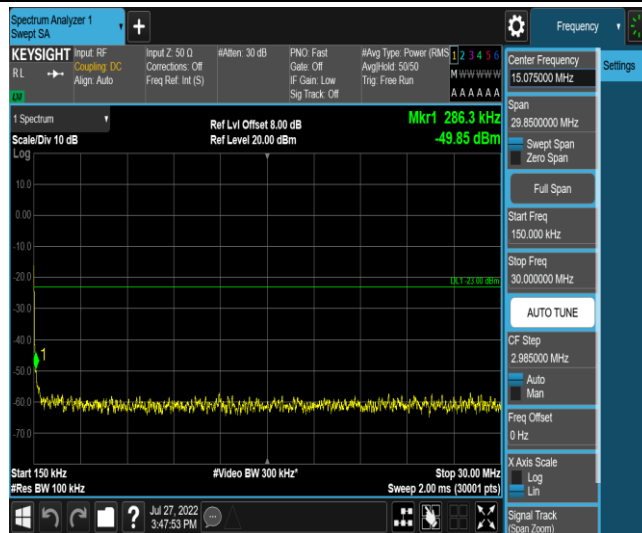 Spectrum Analyzer 1
Swept SA
Frequency
KEYSIGHT
RL
LXI
Input: RF
Coupling: DC
Align: Auto
Input Z: 50 Ω
Corrections: Off
Freq Ref: Int (S)
#Atten: 30 dB
PNO: Fast
Gate: Off
IF Gain: Low
Sig Track: Off
#Avg Type: Power (RMS
Avg|Hold: 50/50
Trig: Free Run
1 2 3 4 5 6
M W W W W W
A A A A A A
1 Spectrum
Scale/Div 10 dB
Log
Ref Lvl Offset 8.00 dB
Ref Level 20.00 dBm
Mkr1 286.3 kHz
-49.85 dBm
10.0
0.00
-10.0
-20.0
DL1 -23.00 dBm
-30.0
-40.0
1
-50.0
-60.0
-70.0
Start 150 kHz
#Video BW 300 kHz*
Stop 30.00 MHz
#Res BW 100 kHz
Sweep 2.00 ms (30001 pts)
?
Jul 27, 2022
3:47:53 PM
Center Frequency
15.075000 MHz
Settings
Span
29.8500000 MHz
Swept Span
Zero Span
Full Span
Start Freq
150.000 kHz
Stop Freq
30.000000 MHz
AUTO TUNE
CF Step
2.985000 MHz
Auto
Man
Freq Offset
0 Hz
X Axis Scale
Log
Lin
Signal Track
(Span Zoom)